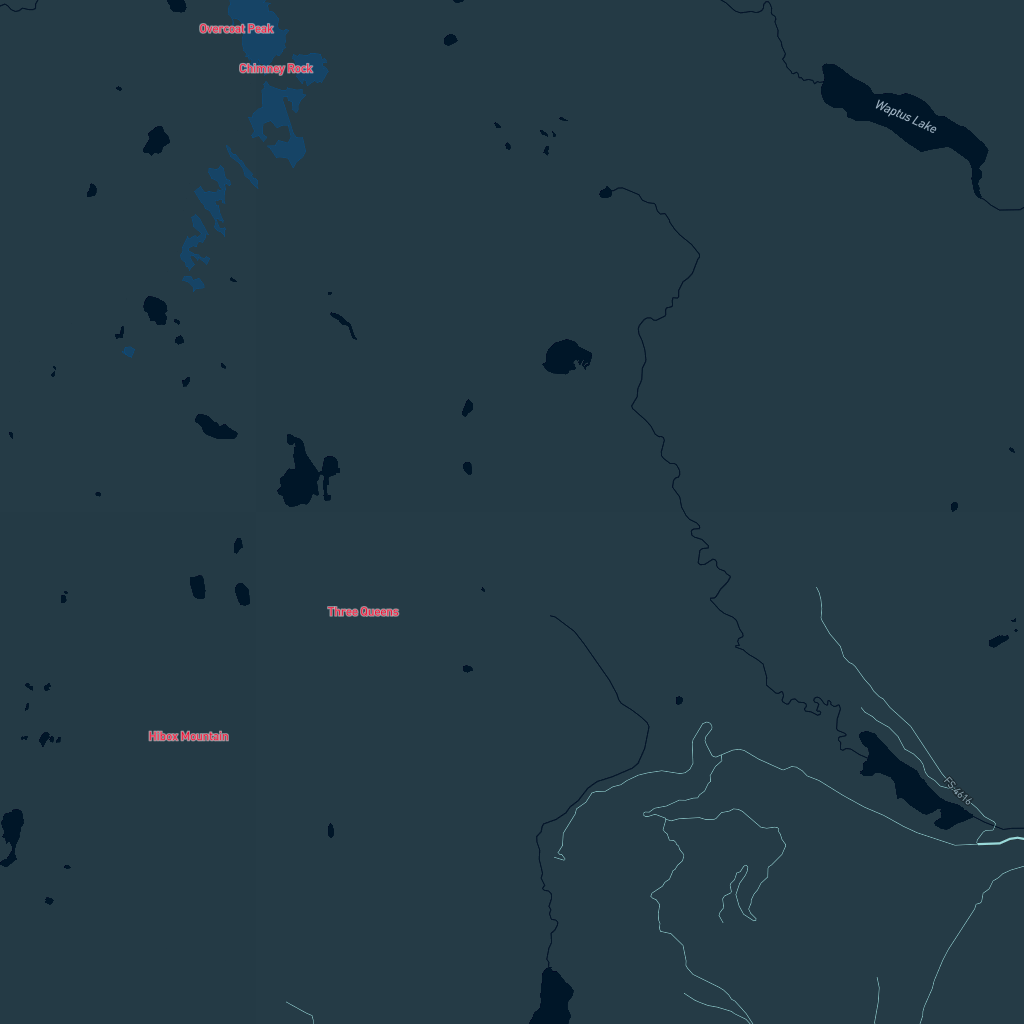 Overcoat Peak
Chimney Rock
Waptus Lake
Three Queens
Hibox Mountain
FS 4616